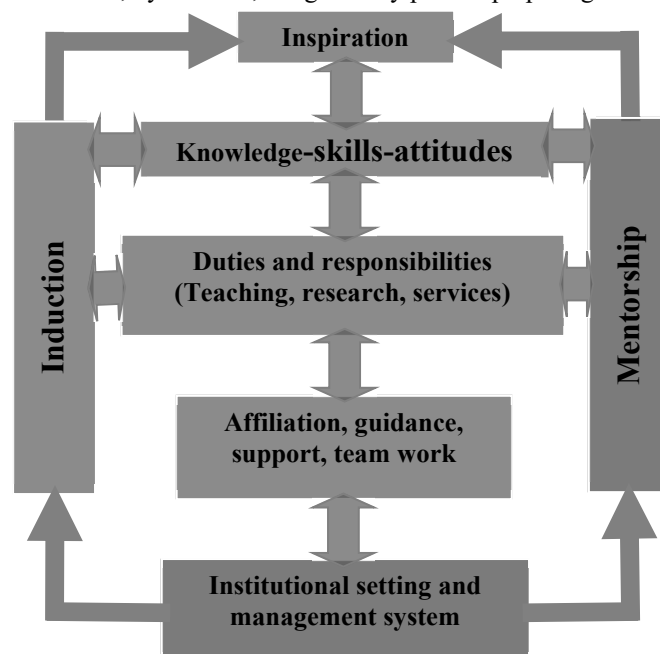 Inspiration
Knowledge-skills-attitudes
Duties and responsibilities
(Teaching, research, services)
Induction
Mentorship
Affiliation, guidance,
support, team work
Institutional setting and
management system